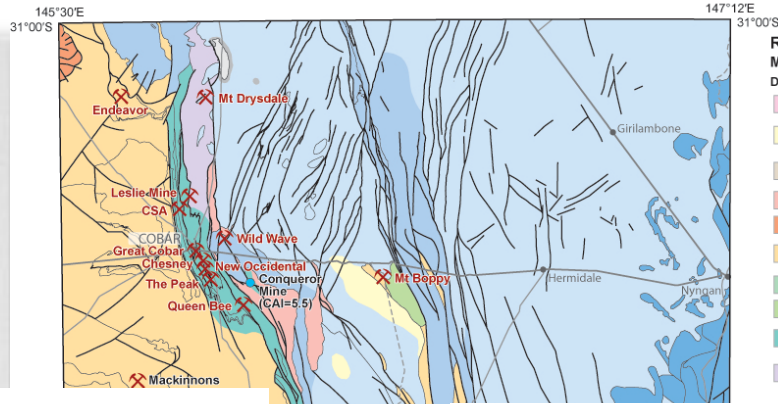 145°30'E
147°12'E
31°00'S
31°00'S
R
M
D
Endeavor
Mt Drysdale
Girilambone
Leslie Mine
CSA
COBAR
Wild Wave
Great Cobar
Chesney
New Occidental
The Peak
Conqueror
Mine
(CAI=5.5)
Queen Bee
Mt Boppy
Hermidale
Nyngan
Mackinnons